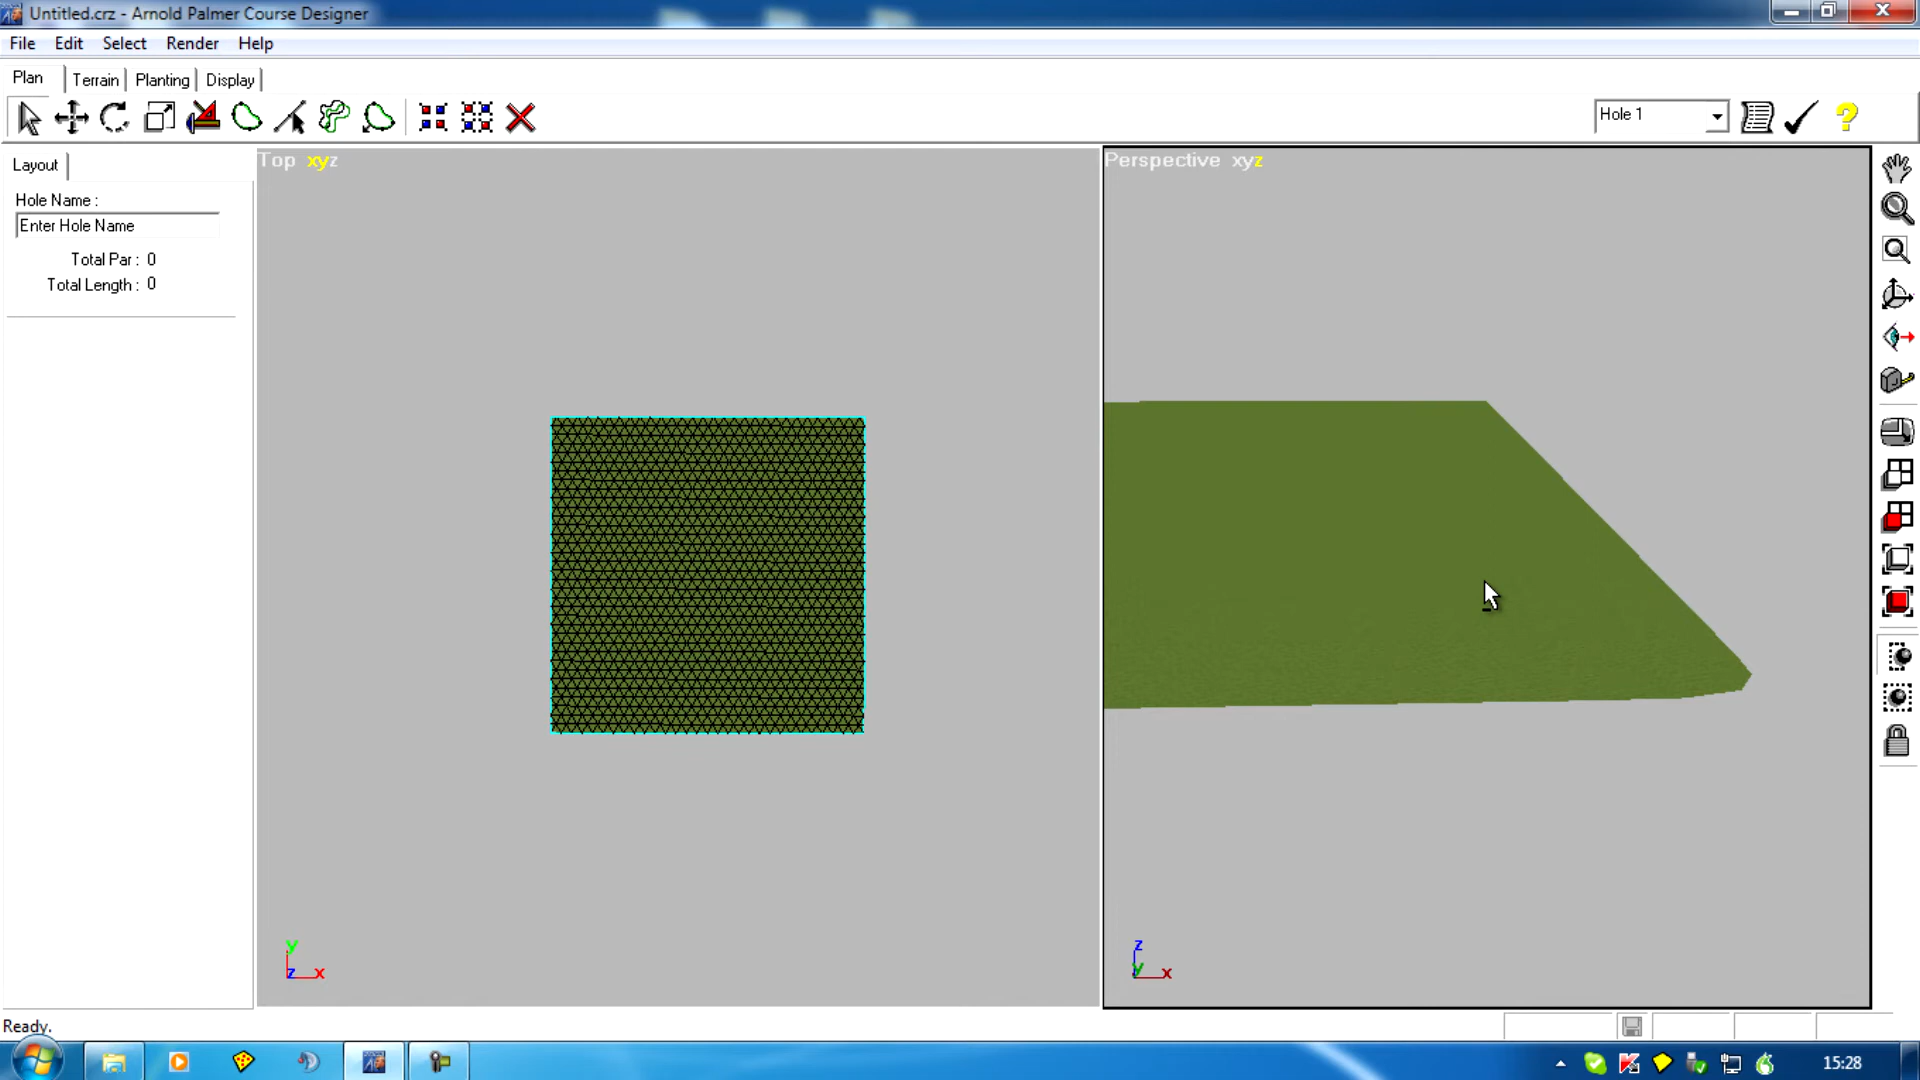 Untitled.crz - Arnold Palmer Course Designer
File Edit Select Render Help
Plan Terrain Planting Display
Hole 1
Layout
Hole Name :
Enter Hole Name
Total Par : 0
Total Length : 0
Top xyz
Perspective xyz
y
z x
z
y x
Ready.
15:28